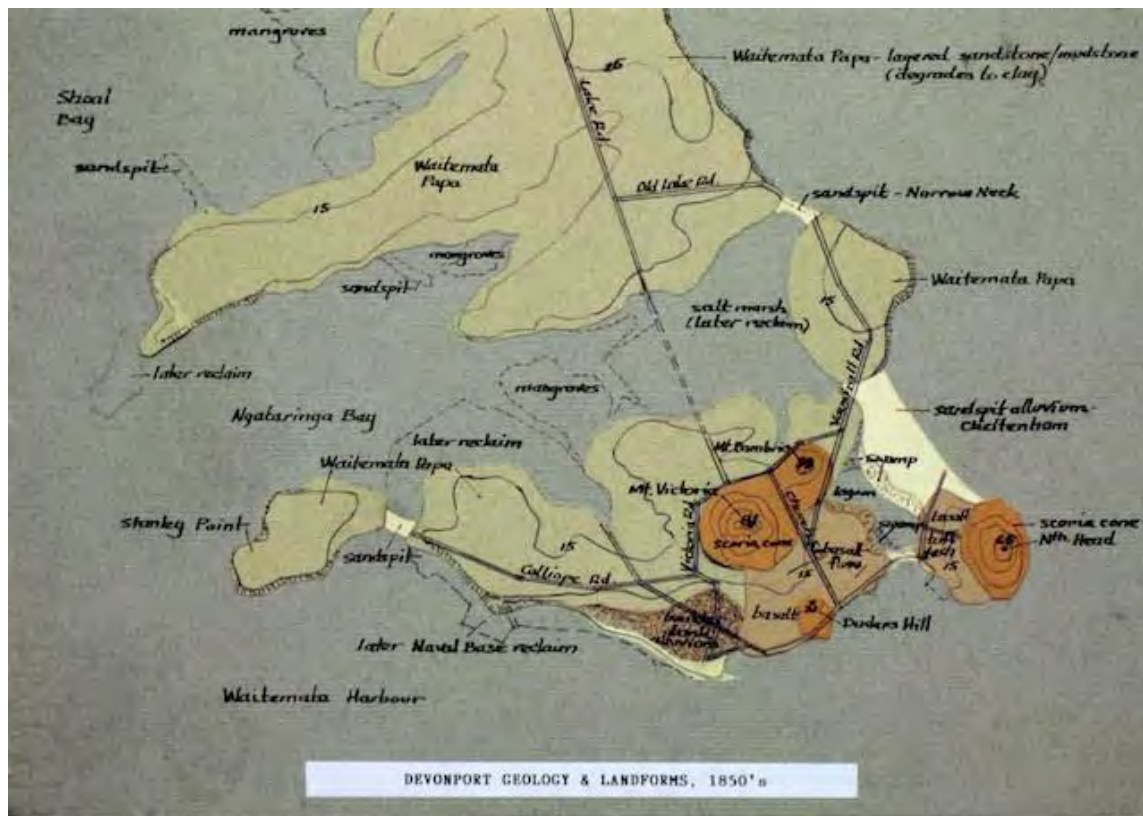 mangroves
Waitemata Papa - layered sandstone/mudstone
(degrades to clay)
Shoal
Bay
Lake Rd
sandspit
Waitemata
Papa
15
Old Lake Rd
sandspit - Narrow Neck
mangroves
sandspit
Waitemata Papa
15
salt marsh
(later reclaim)
later reclaim
Vauxhall Rd
mangroves
Ngataringa Bay
sandspit alluvium -
Cheltenham
later reclaim
Waitemata Papa
Mt. Cambria
swamp
Mt. Victoria
lagoon
Stanley Point
scoria cone
Victoria Rd
swamp
scoria cone
Nth. Head
sandspit
15
basalt
flows
15
15
Calliope Rd
basalt
Duders Hill
later Naval Base reclaim
Waitemata Harbour
DEVONPORT GEOLOGY & LANDFORMS, 1850's